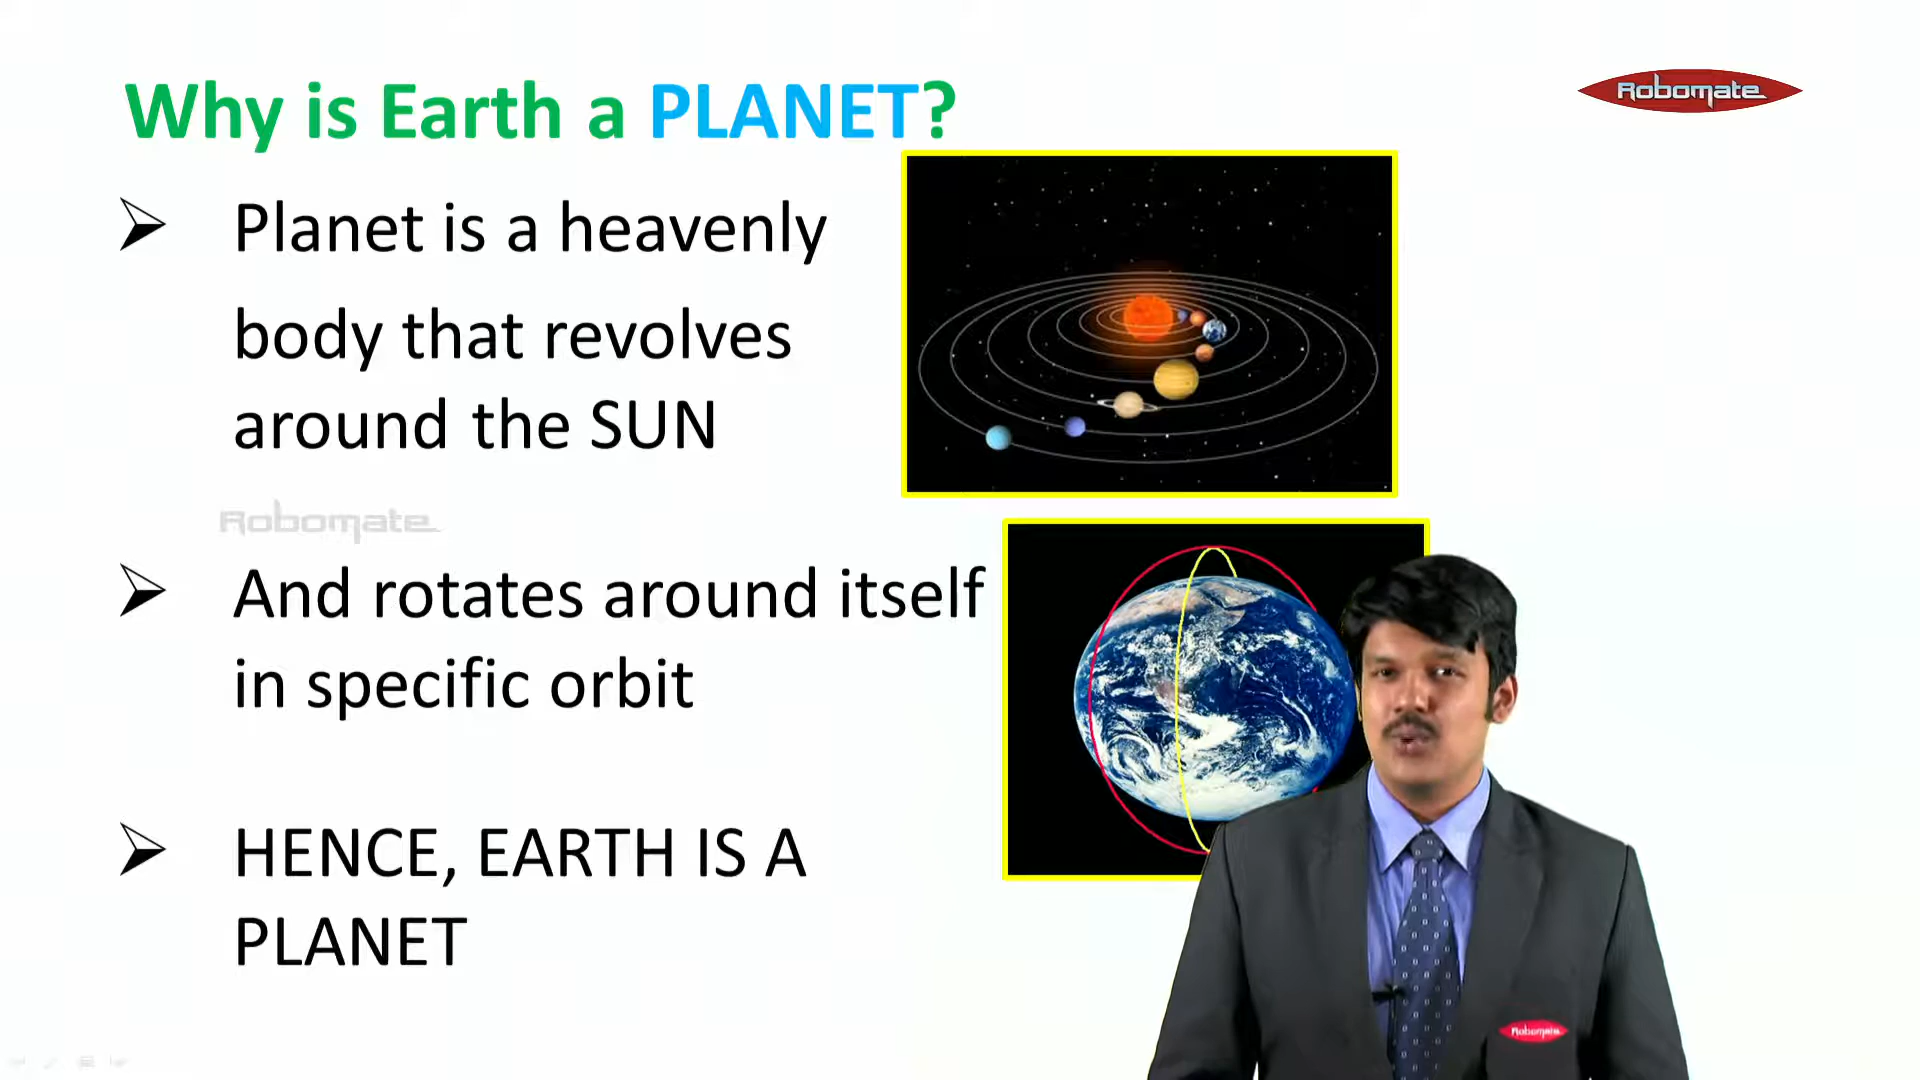 Why is Earth a PLANET?
Robomate
Planet is a heavenly
body that revolves
around the SUN
Robomate
And rotates around itself
in specific orbit
HENCE, EARTH IS A
PLANET
Robomate